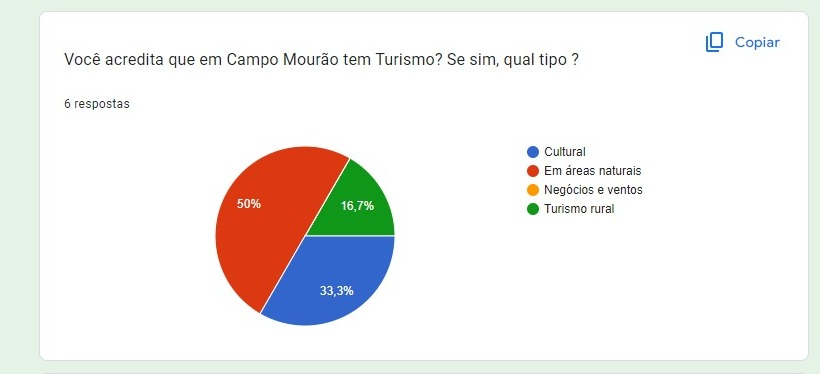 Copiar
Você acredita que em Campo Mourão tem Turismo? Se sim, qual tipo ?
6 respostas
Cultural
Em áreas naturais
Negócios e ventos
Turismo rural
50%
16,7%
33,3%